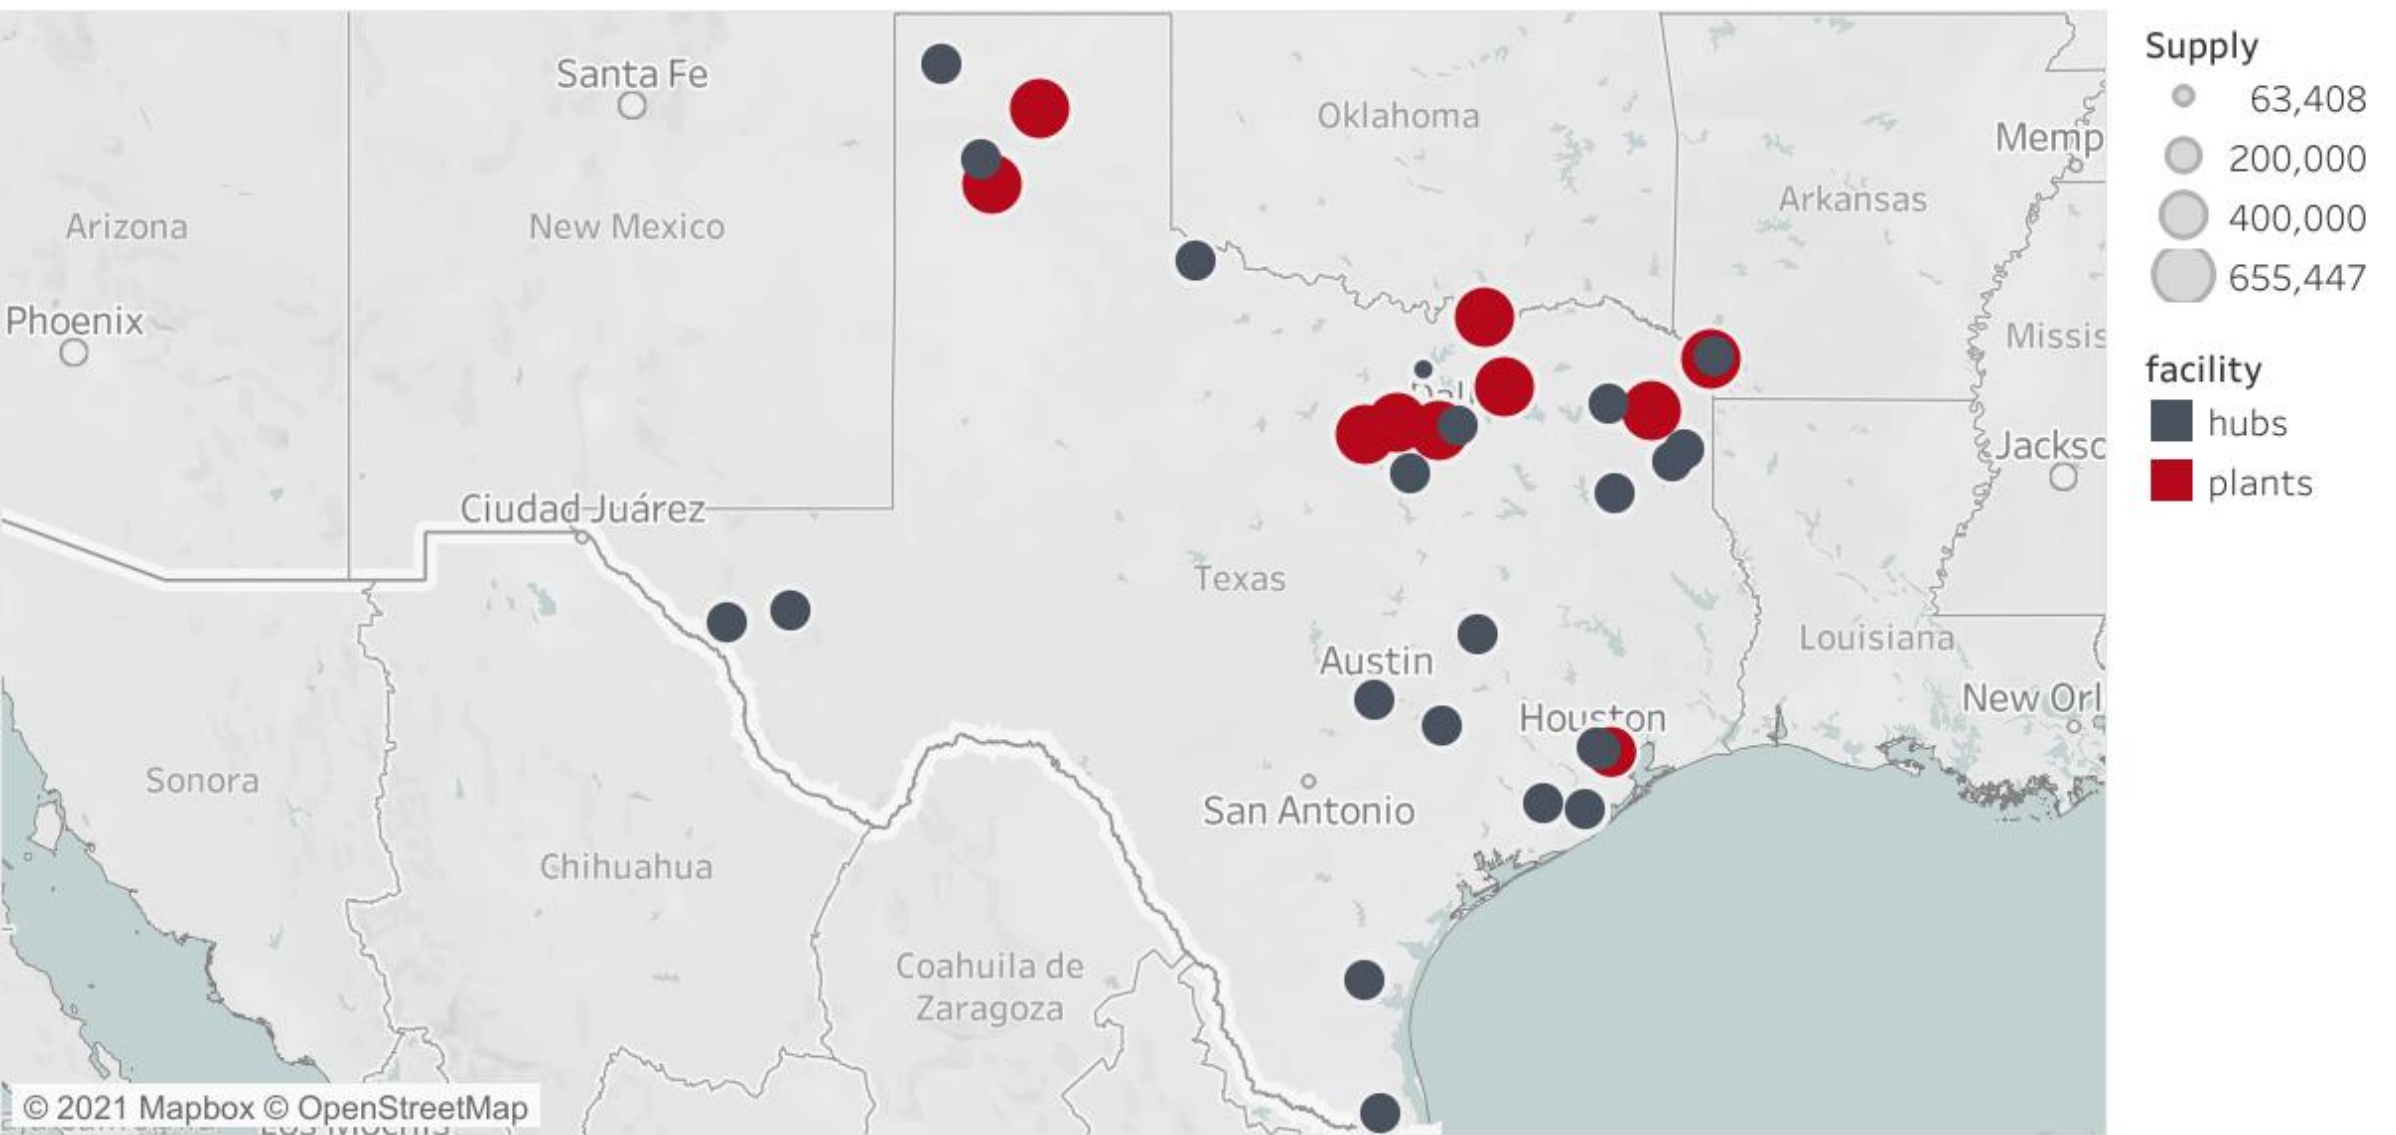 Santa Fe
Oklahoma
Memp
Arkansas
Arizona
New Mexico
Phoenix
Missis
Jacksc
Ciudad Juárez
Texas
Louisiana
Austin
New Orl
Houston
Sonora
San Antonio
Chihuahua
Coahuila de
Zaragoza
© 2021 Mapbox © OpenStreetMap
Supply
63,408
200,000
400,000
655,447
facility
hubs
plants